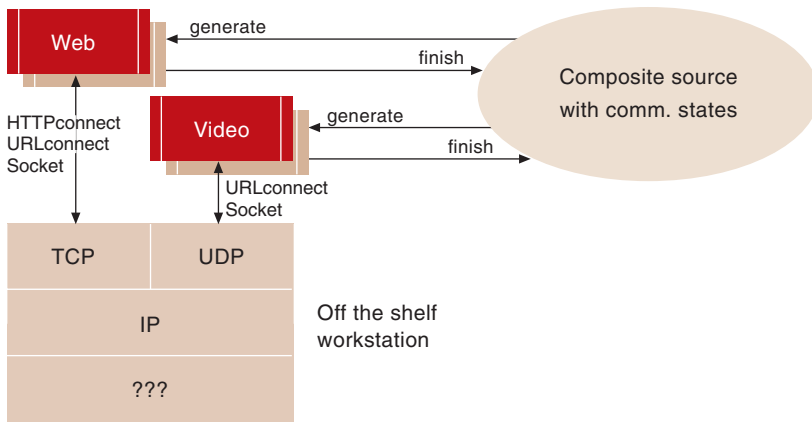 Web
generate
finish
Composite source
with comm. states
HTTPconnect
URLconnect
Socket
Video
generate
finish
URLconnect
Socket
TCP
UDP
IP
???
Off the shelf
workstation